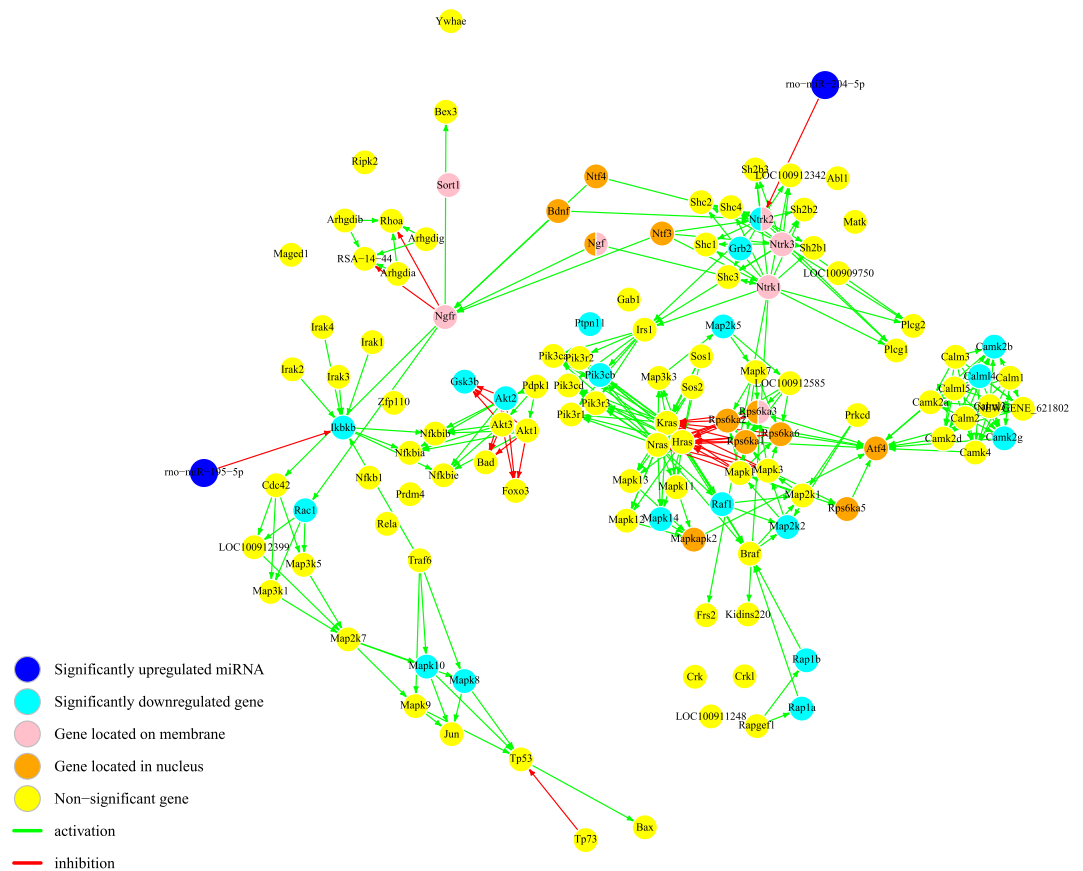 Ywhae
rno−miR−204−5p
Bex3
Ripk2
Sh2b3
LOC100912342
Abl1
Sort1
Ntf4
Shc2
Shc4
Sh2b2
Bdnf
Ntrk2
Matk
Arhgdib
Rhoa
Ntf3
Arhgdig
Ngf
Shc1
Grb2
Ntrk3
Sh2b1
Maged1
RSA−14−44
Arhgdia
Shc3
Ntrk1
LOC100909750
Gab1
Ngfr
Ptpn11
Irs1
Map2k5
Plcg2
Plcg1
Irak4
Irak1
Irak2
Irak3
Pik3r2
Pik3cb
Pik3cd
Pik3r3
Pik3r1
Sos1
Map3k3
Sos2
Mapk7
LOC100912585
Calm3
Camk2b
Calml4
Calm1
Calml5
Camk2a
Calm2
NEWGENE_621802
Camk2d
Camk2g
Camk4
Gsk3b
Akt2
Pdpk1
Zfp110
Ikbkb
Nfkbib
Akt3
Akt1
Nfkbia
Bad
Nfkbie
Foxo3
Kras
Nras
Hras
Rps6ka2
Rps6ka3
Rps6ka6
Prkcd
Atf4
rno−miR−195−5p
Nfkb1
Prdm4
Rela
Cdc42
Rac1
Mapk13
Mapk11
Mapk1
Mapk3
Map2k1
Rps6ka5
Mapk12
Mapk14
Raf1
Map2k2
Mapkapk2
Braf
LOC100912399
Map3k5
Map3k1
Traf6
Frs2
Kidins220
Map2k7
Mapk10
Mapk8
Mapk9
Jun
Rap1b
Crk
Crkl
Rap1a
LOC100911248
Rapgef1
Tp53
Bax
Tp73
Significantly upregulated miRNA
Significantly downregulated gene
Gene located on membrane
Gene located in nucleus
Non−significant gene
activation
inhibition